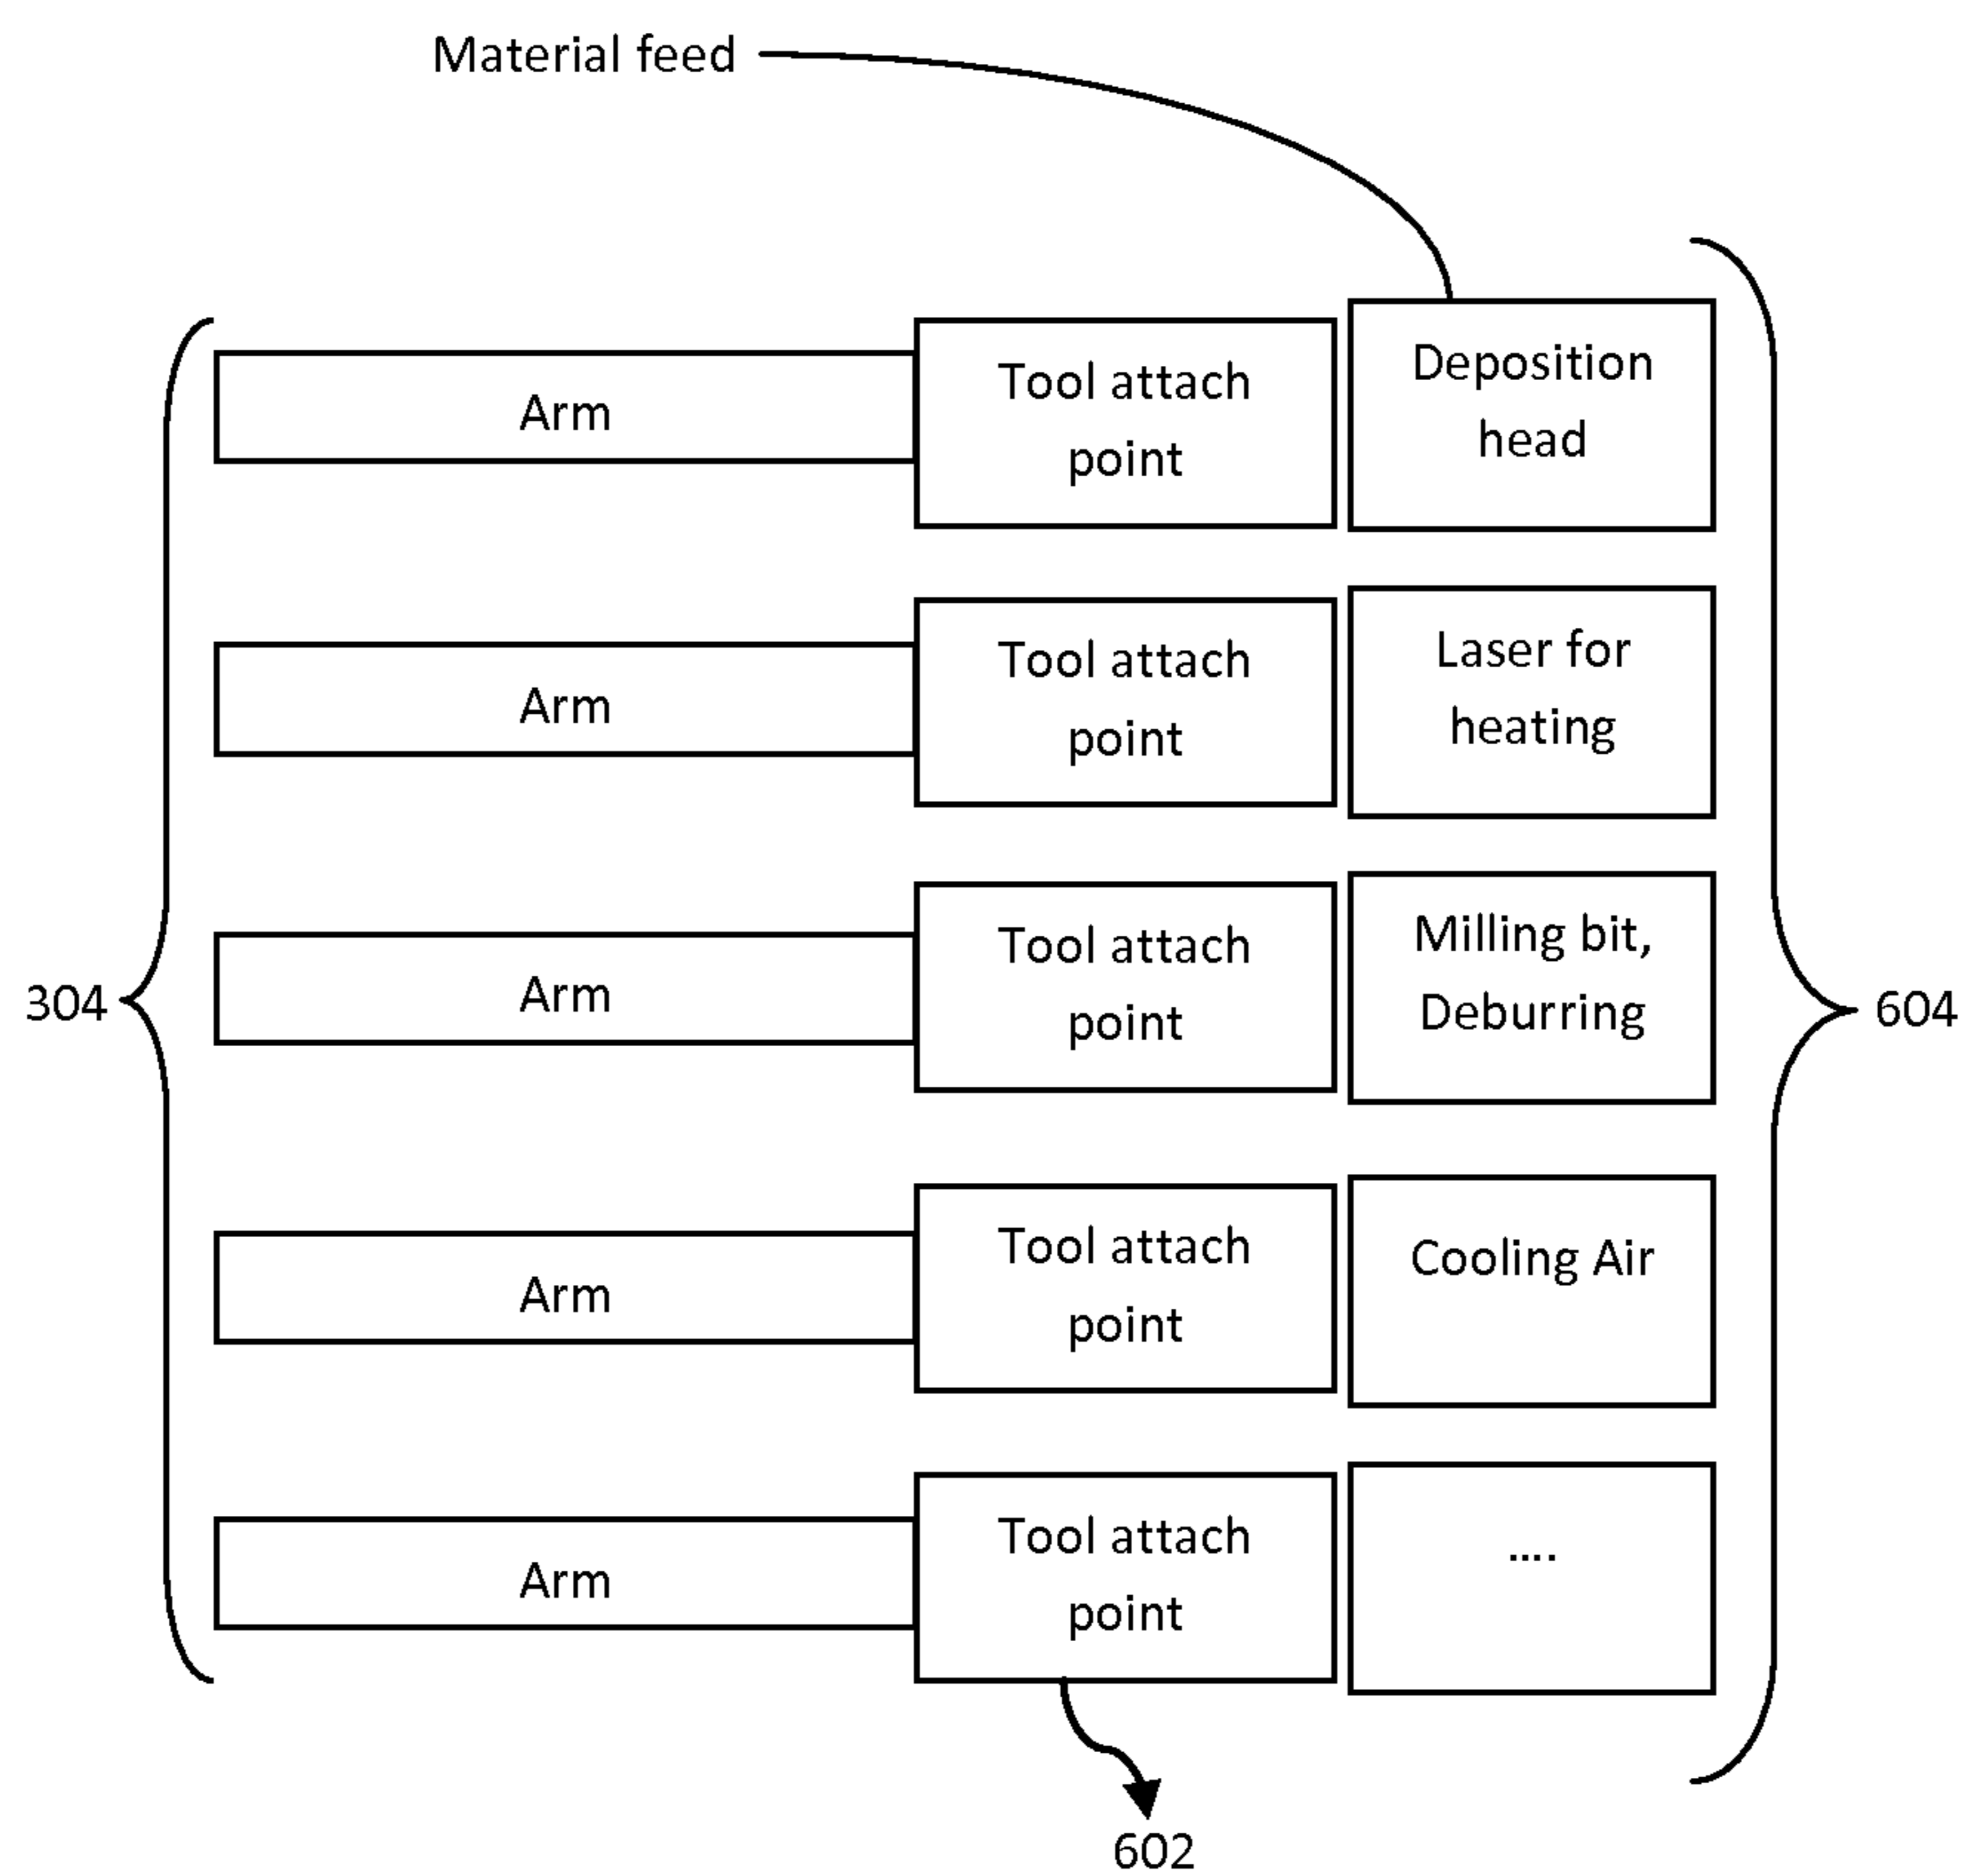 Material feed
Arm
Tool attach
point
Deposition
head
Arm
Tool attach
point
Laser for
heating
304
Arm
Tool attach
point
Milling bit,
Deburring
604
Arm
Tool attach
point
Cooling Air
Arm
Tool attach
point
....
602